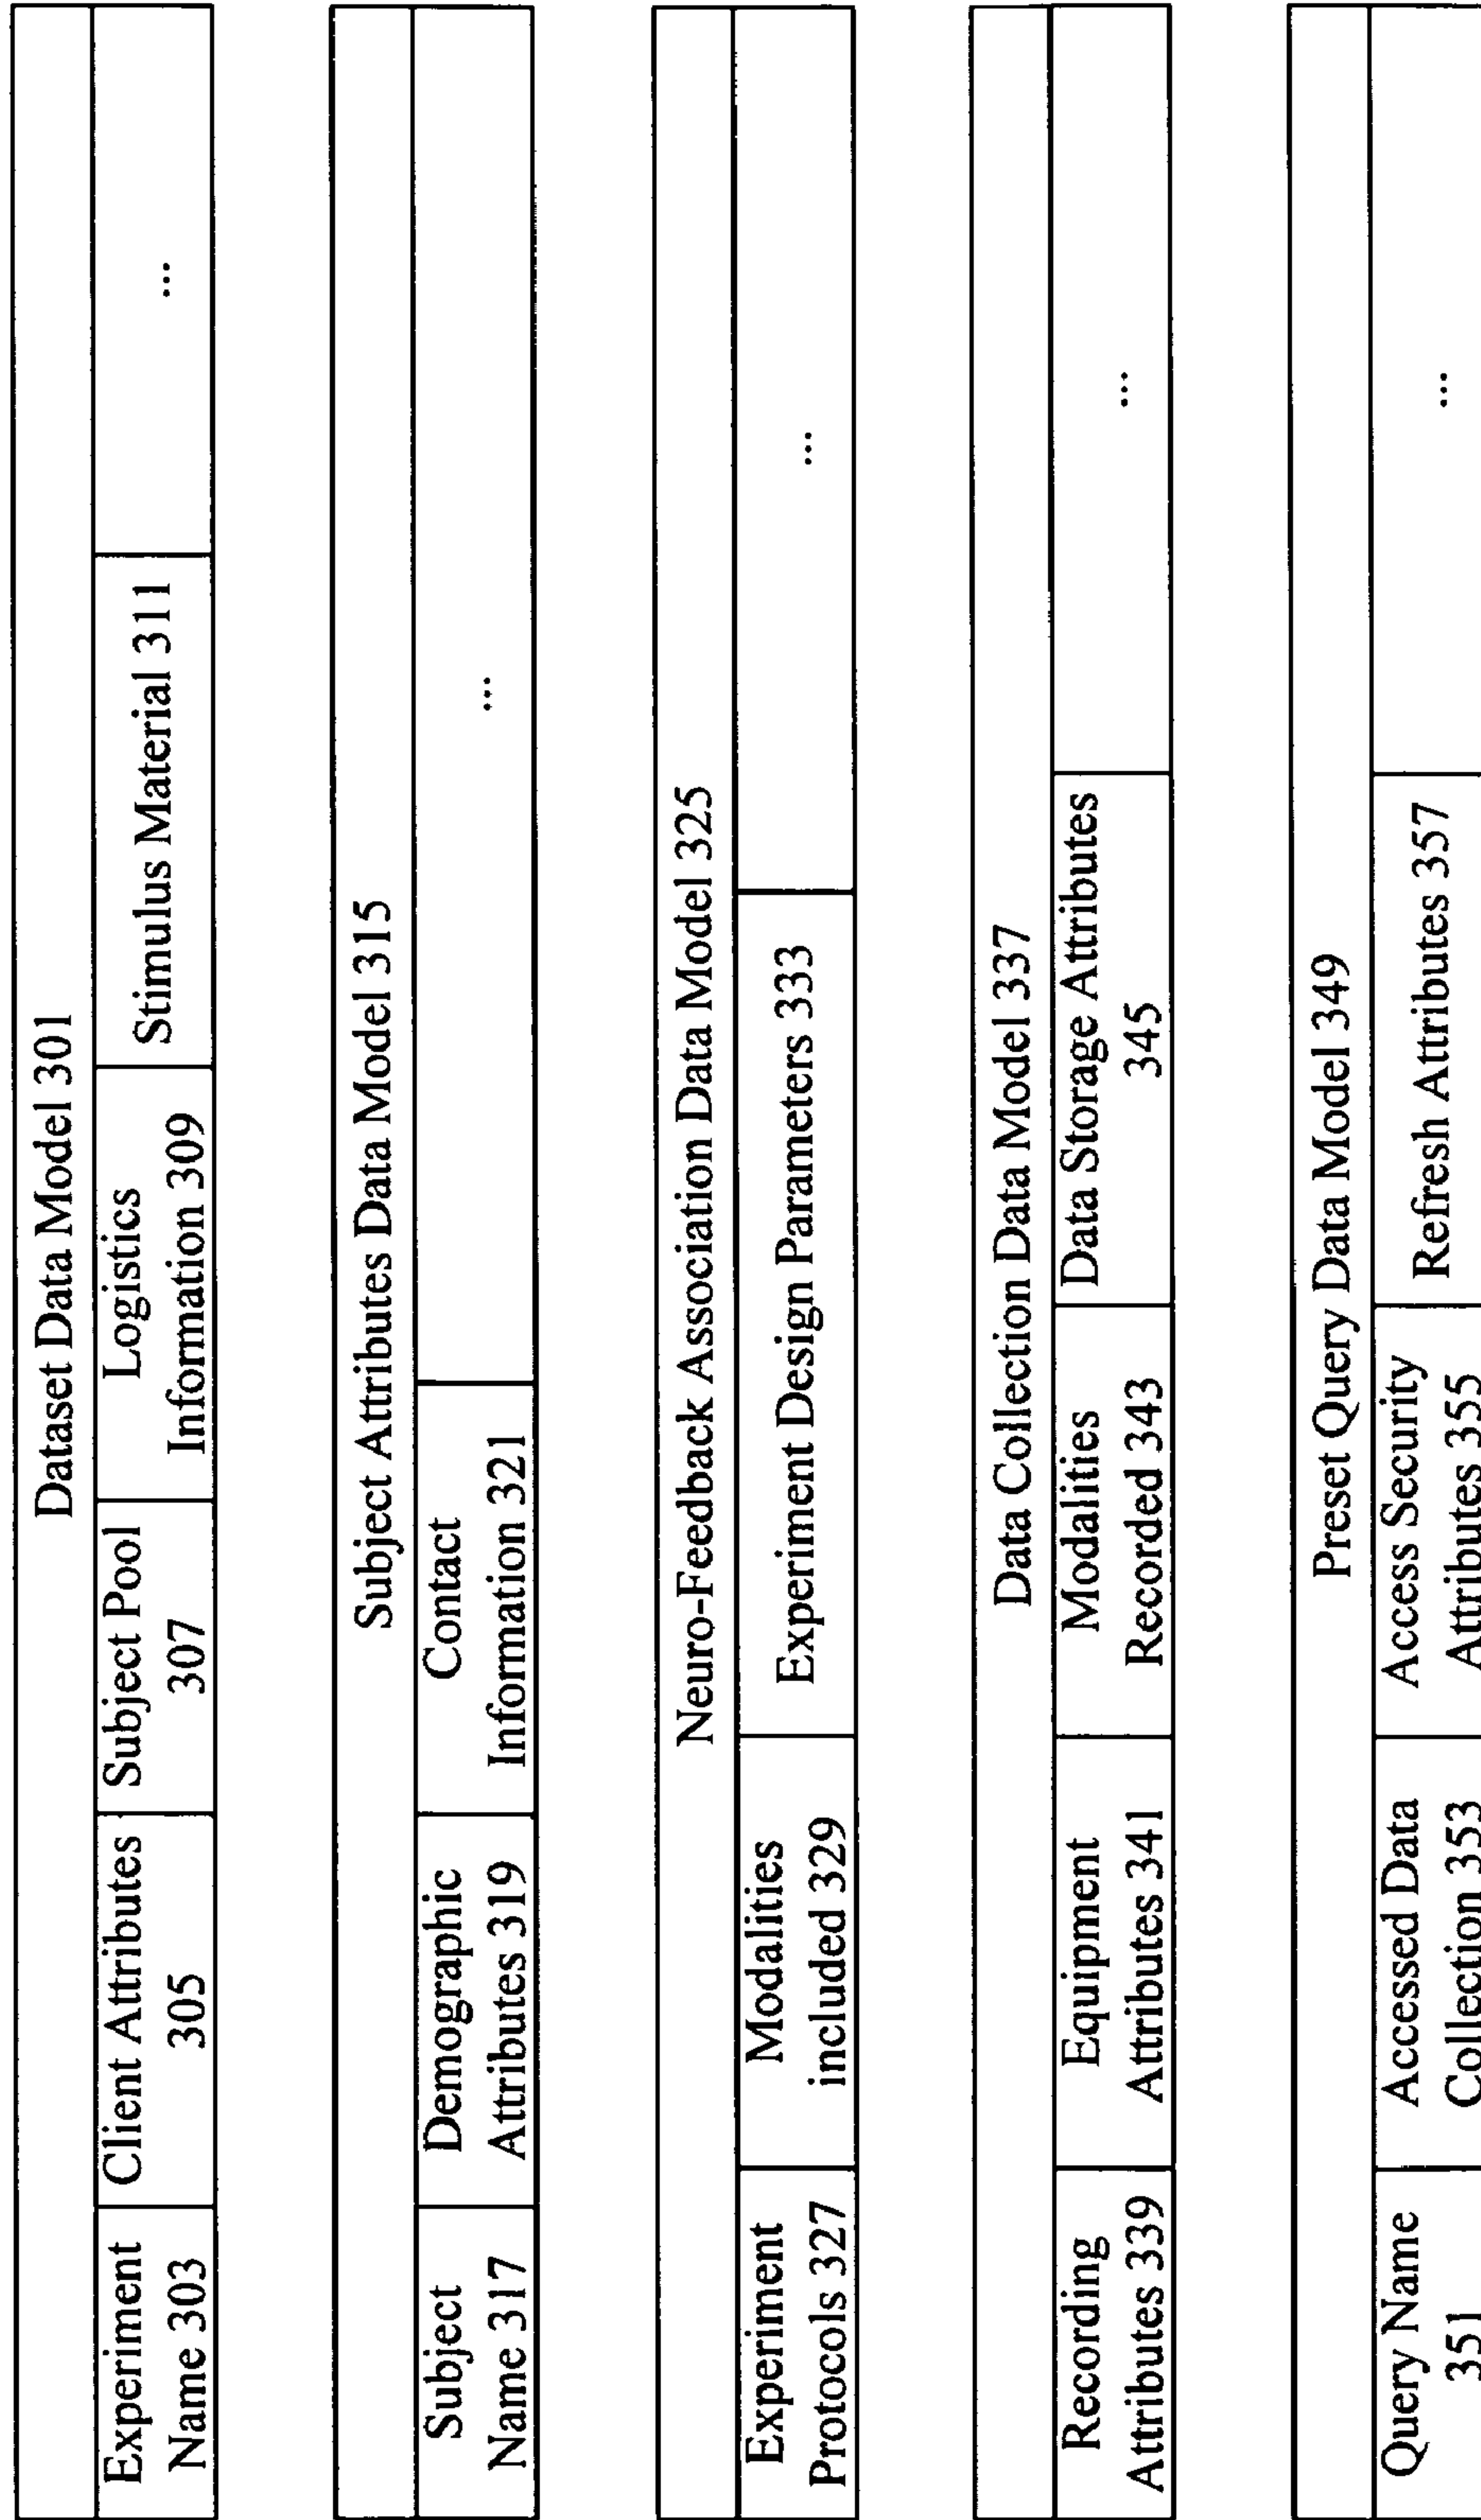 Dataset Data Model 301
Experiment
Name 303
Client Attributes
305
Subject Pool
307
Logistics
Information 309
Stimulus Material 311
...
Subject Attributes Data Model 315
Subject
Name 317
Demographic
Attributes 319
Contact
Information 321
...
Neuro-Feedback Association Data Model 325
Experiment
Protocols 327
Modalities
included 329
Experiment Design Parameters 333
...
Data Collection Data Model 337
Recording
Attributes 339
Equipment
Attributes 341
Modalities
Recorded 343
Data Storage Attributes
345
...
Preset Query Data Model 349
Query Name
351
Accessed Data
Collection 353
Access Security
Attributes 355
Refresh Attributes 357
...